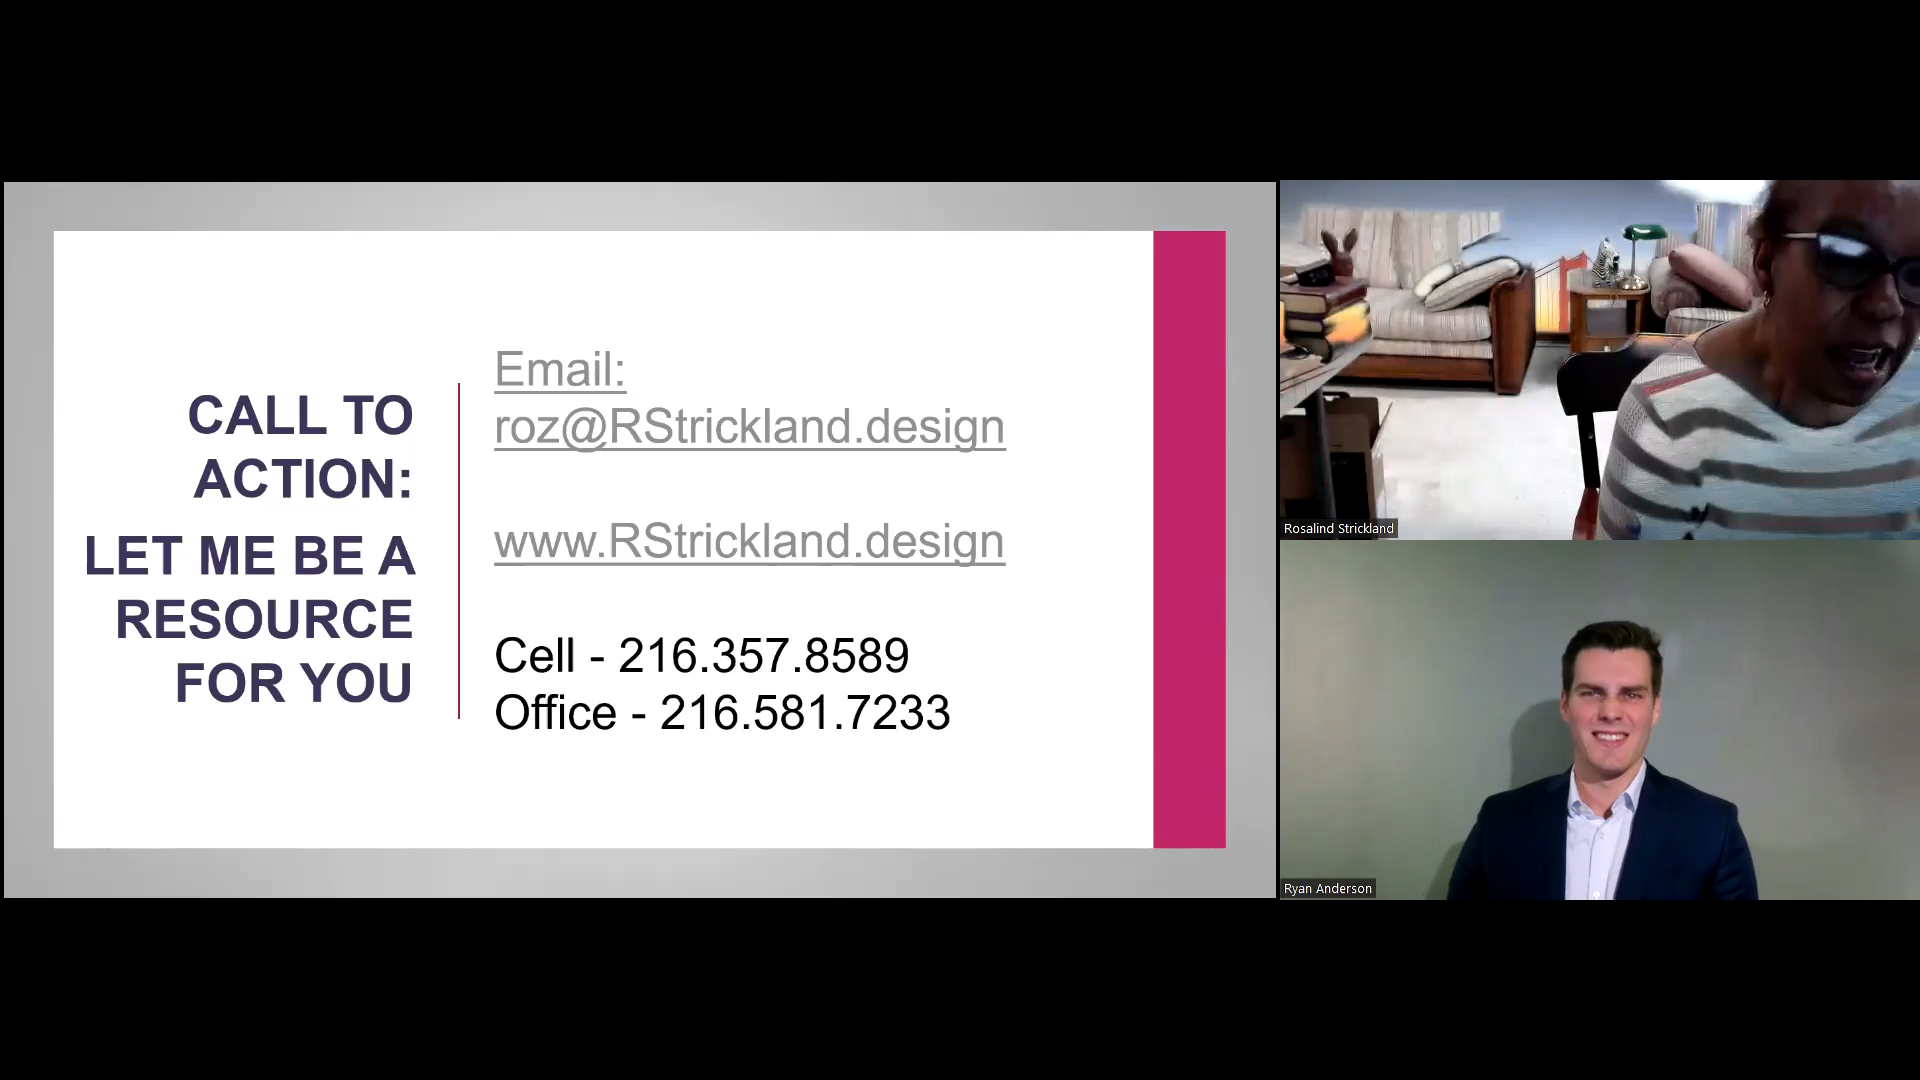 CALL TO
ACTION:
LET ME BE A
RESOURCE
FOR YOU
Email:
roz@RStrickland.design
www.RStrickland.design
Cell - 216.357.8589
Office - 216.581.7233
Rosalind Strickland
Ryan Anderson